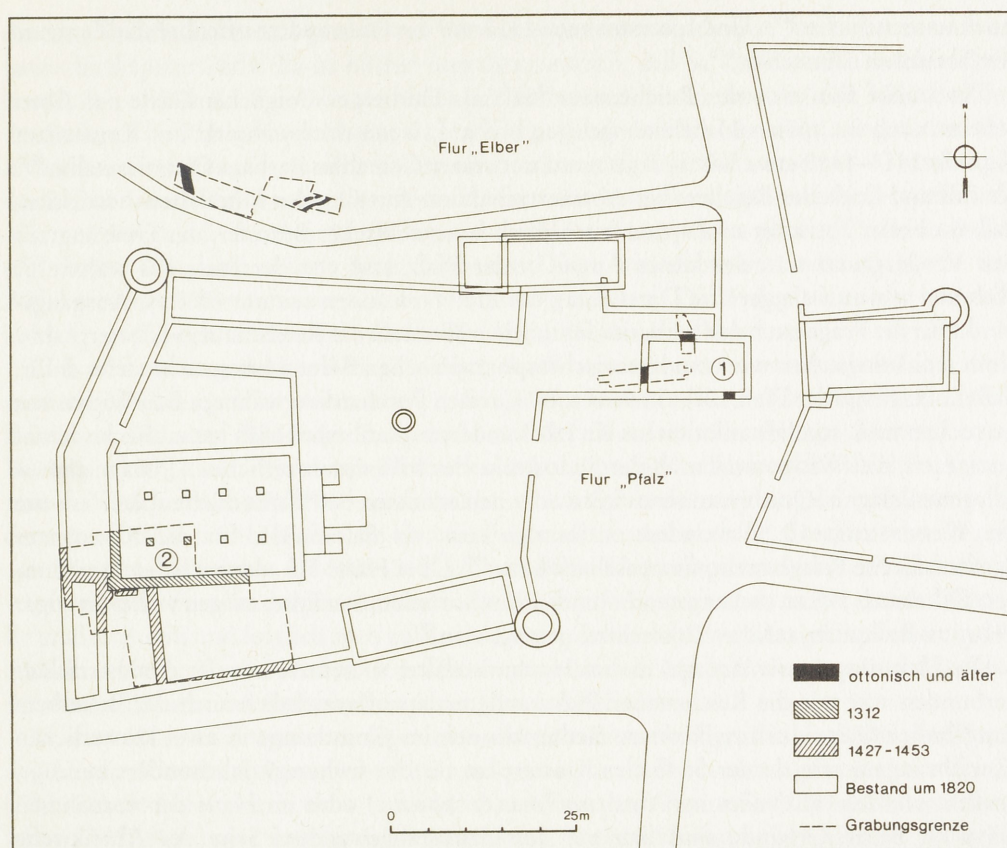 Flur „Elber"
N
1
Flur „Pfalz"
2
ottonisch und älter
1312
1427-1453
Bestand um 1820
Grabungsgrenze
0 25m